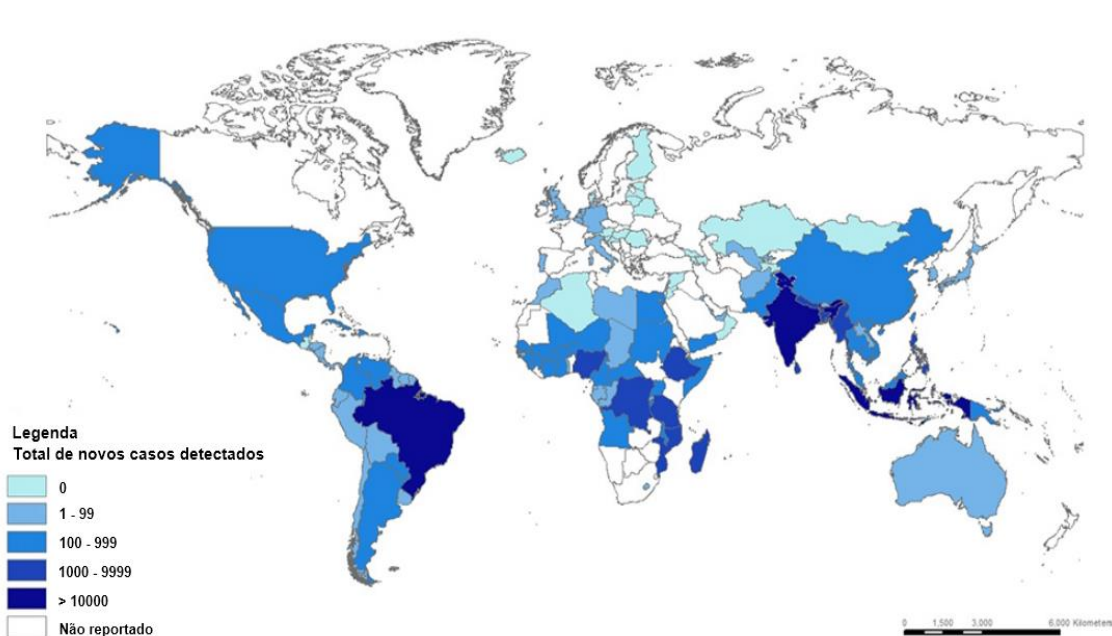 Legenda
Total de novos casos detectados
0
1 - 99
100 - 999
1000 - 9999
> 10000
Não reportado
0 1,500 3,000 6.000 Kilometers